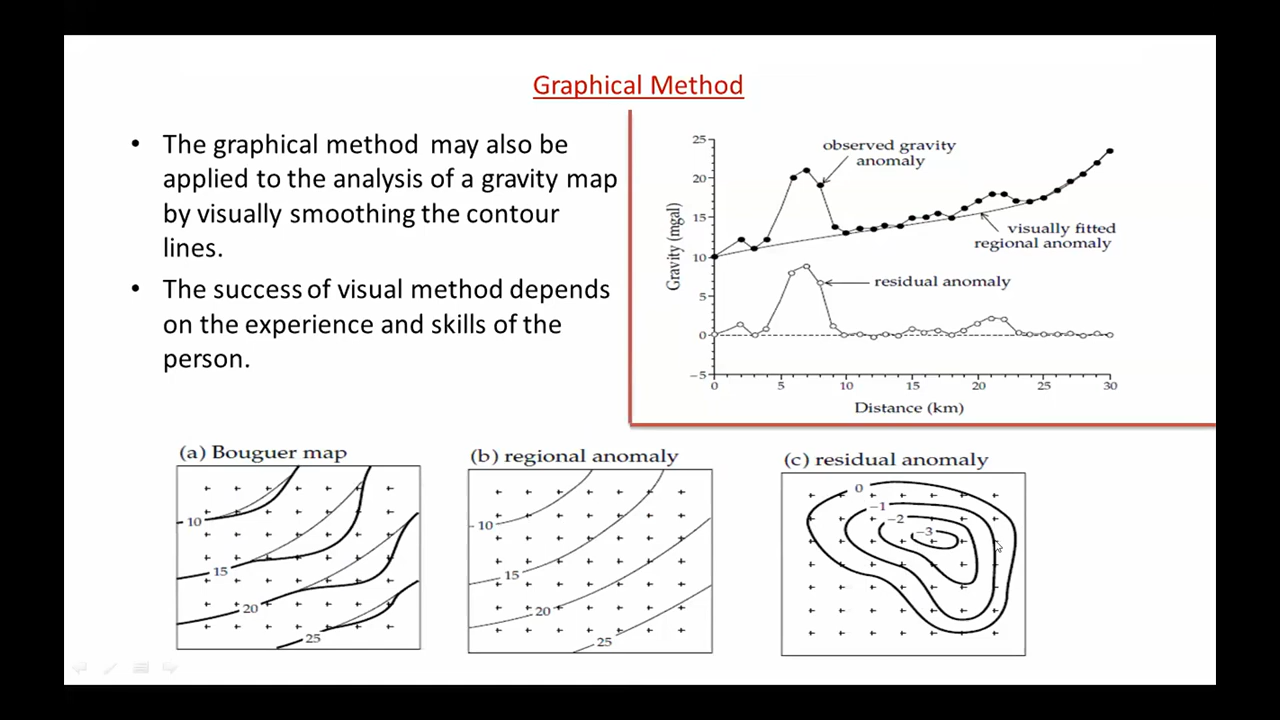 Graphical Method
• The graphical method may also be
applied to the analysis of a gravity map
by visually smoothing the contour
lines.
• The success of visual method depends
on the experience and skills of the
person.
25
20
15
10
5
0
−5
Gravity (mgal)
observed gravity
anomaly
visually fitted
regional anomaly
residual anomaly
0 5 10 15 20 25 30
Distance (km)
(a) Bouguer map
10
15
20
25
(b) regional anomaly
10
15
20
25
(c) residual anomaly
0
−1
−2
−3